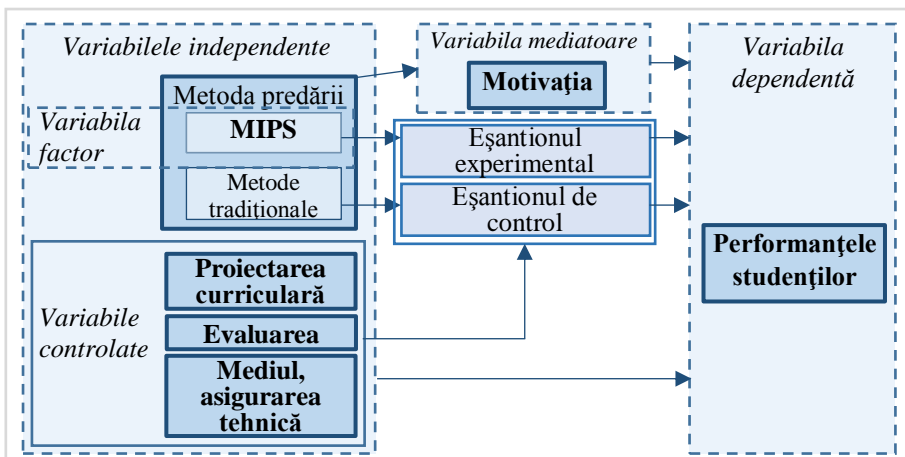 Variabilele independente
Metoda predării
Variabila
factor
MIPS
Metode
tradiţionale
Variabile
controlate
Proiectarea
curriculară
Evaluarea
Mediul,
asigurarea
tehnică
Variabila mediatoare
Motivaţia
Eşantionul
experimental
Eşantionul de
control
Variabila
dependentă
Performanţele
studenţilor